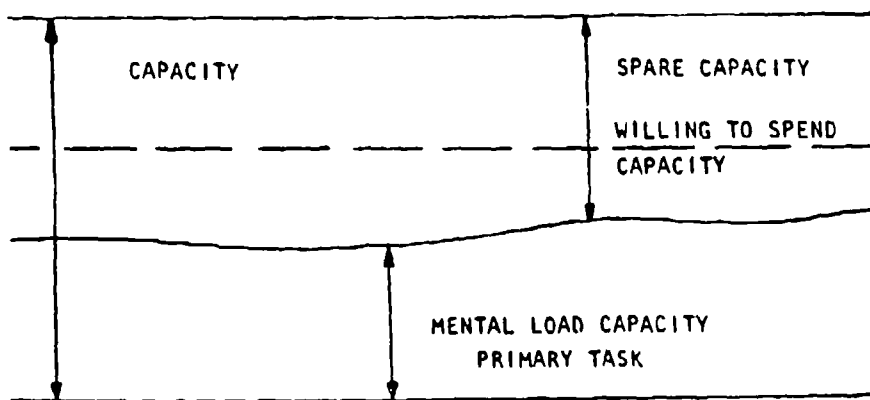 CAPACITY
SPARE CAPACITY
WILLING TO SPEND
CAPACITY
MENTAL LOAD CAPACITY
PRIMARY TASK